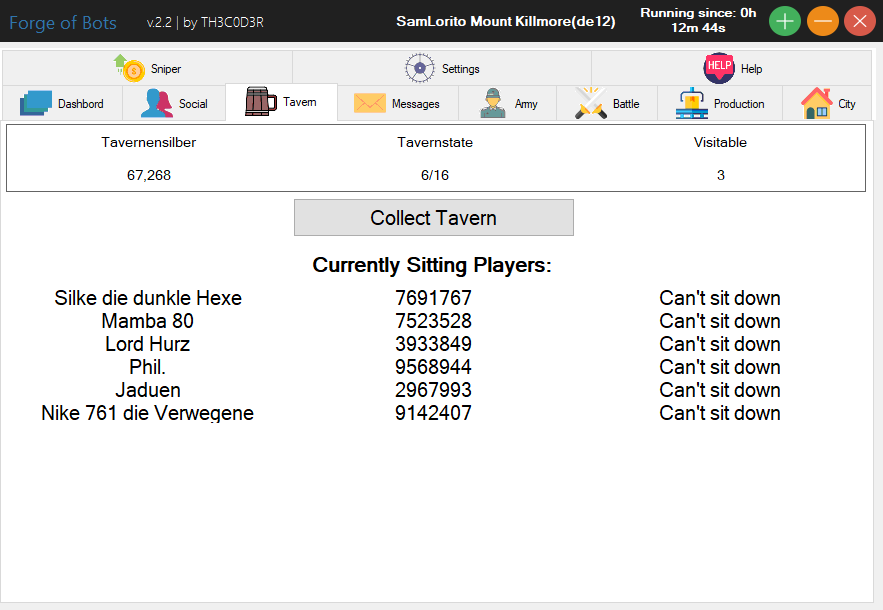 Forge of Bots v.2.2 | by TH3C0D3R SamLorito Mount Killmore(de12) Running since: 0h
12m 44s
Sniper Settings HELP Help
Dashbord Social Tavern Messages Army Battle Production City
Tavernensilber Tavernstate Visitable
67,268 6/16 3
Collect Tavern
Currently Sitting Players:
Silke die dunkle Hexe 7691767 Can't sit down
Mamba 80 7523528 Can't sit down
Lord Hurz 3933849 Can't sit down
Phil. 9568944 Can't sit down
Jaduen 2967993 Can't sit down
Nike 761 die Verwegene 9142407 Can't sit down